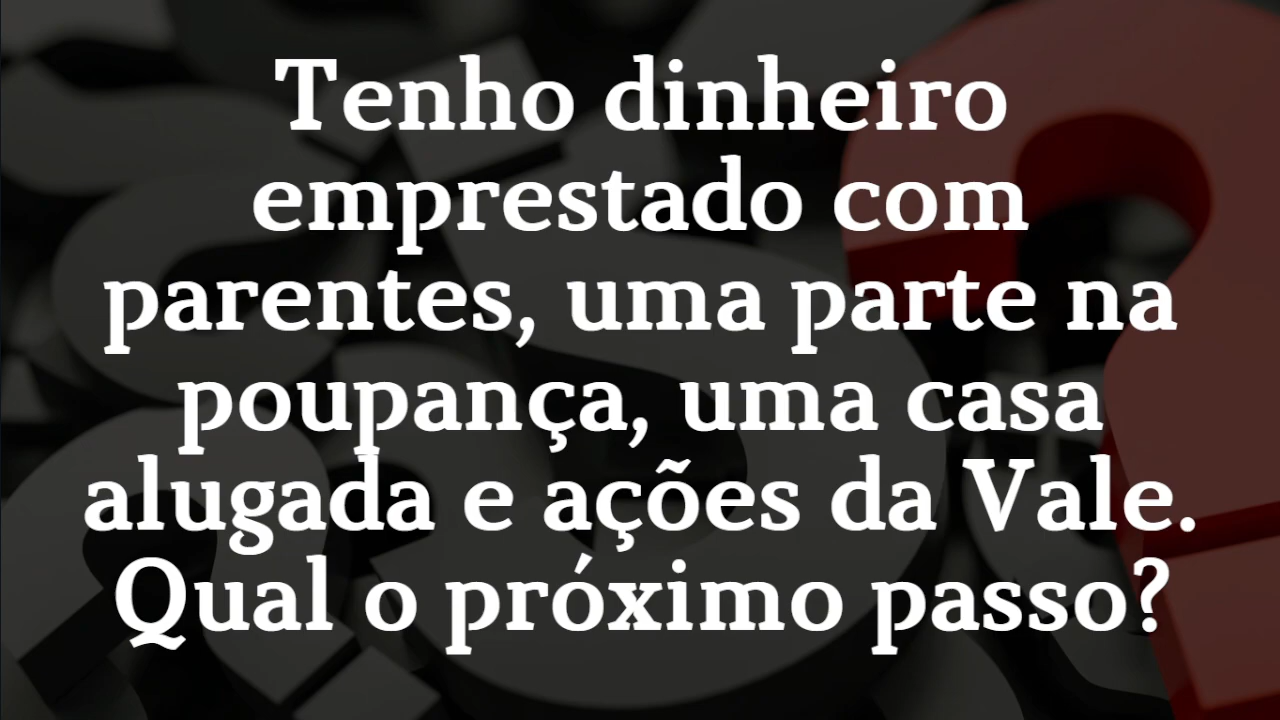 Tenho dinheiro
emprestado com
parentes, uma parte na
poupança, uma casa
alugada e ações da Vale.
Qual o próximo passo?